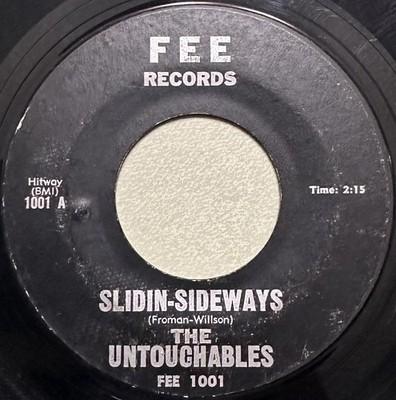 FEE
RECORDS
Hitway
(BMI)
1001 A
Time: 2:15
SLIDIN-SIDEWAYS
(Froman-Willson)
THE
UNTOUCHABLES
FEE 1001